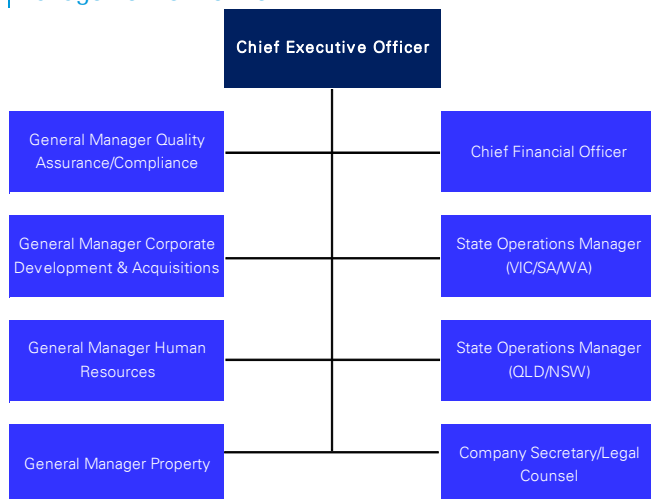 Chief Executive Officer
General Manager Quality
Assurance/Compliance
Chief Financial Officer
General Manager Corporate
Development & Acquisitions
State Operations Manager
(VIC/SA/WA)
General Manager Human
Resources
State Operations Manager
(QLD/NSW)
General Manager Property
Company Secretary/Legal
Counsel